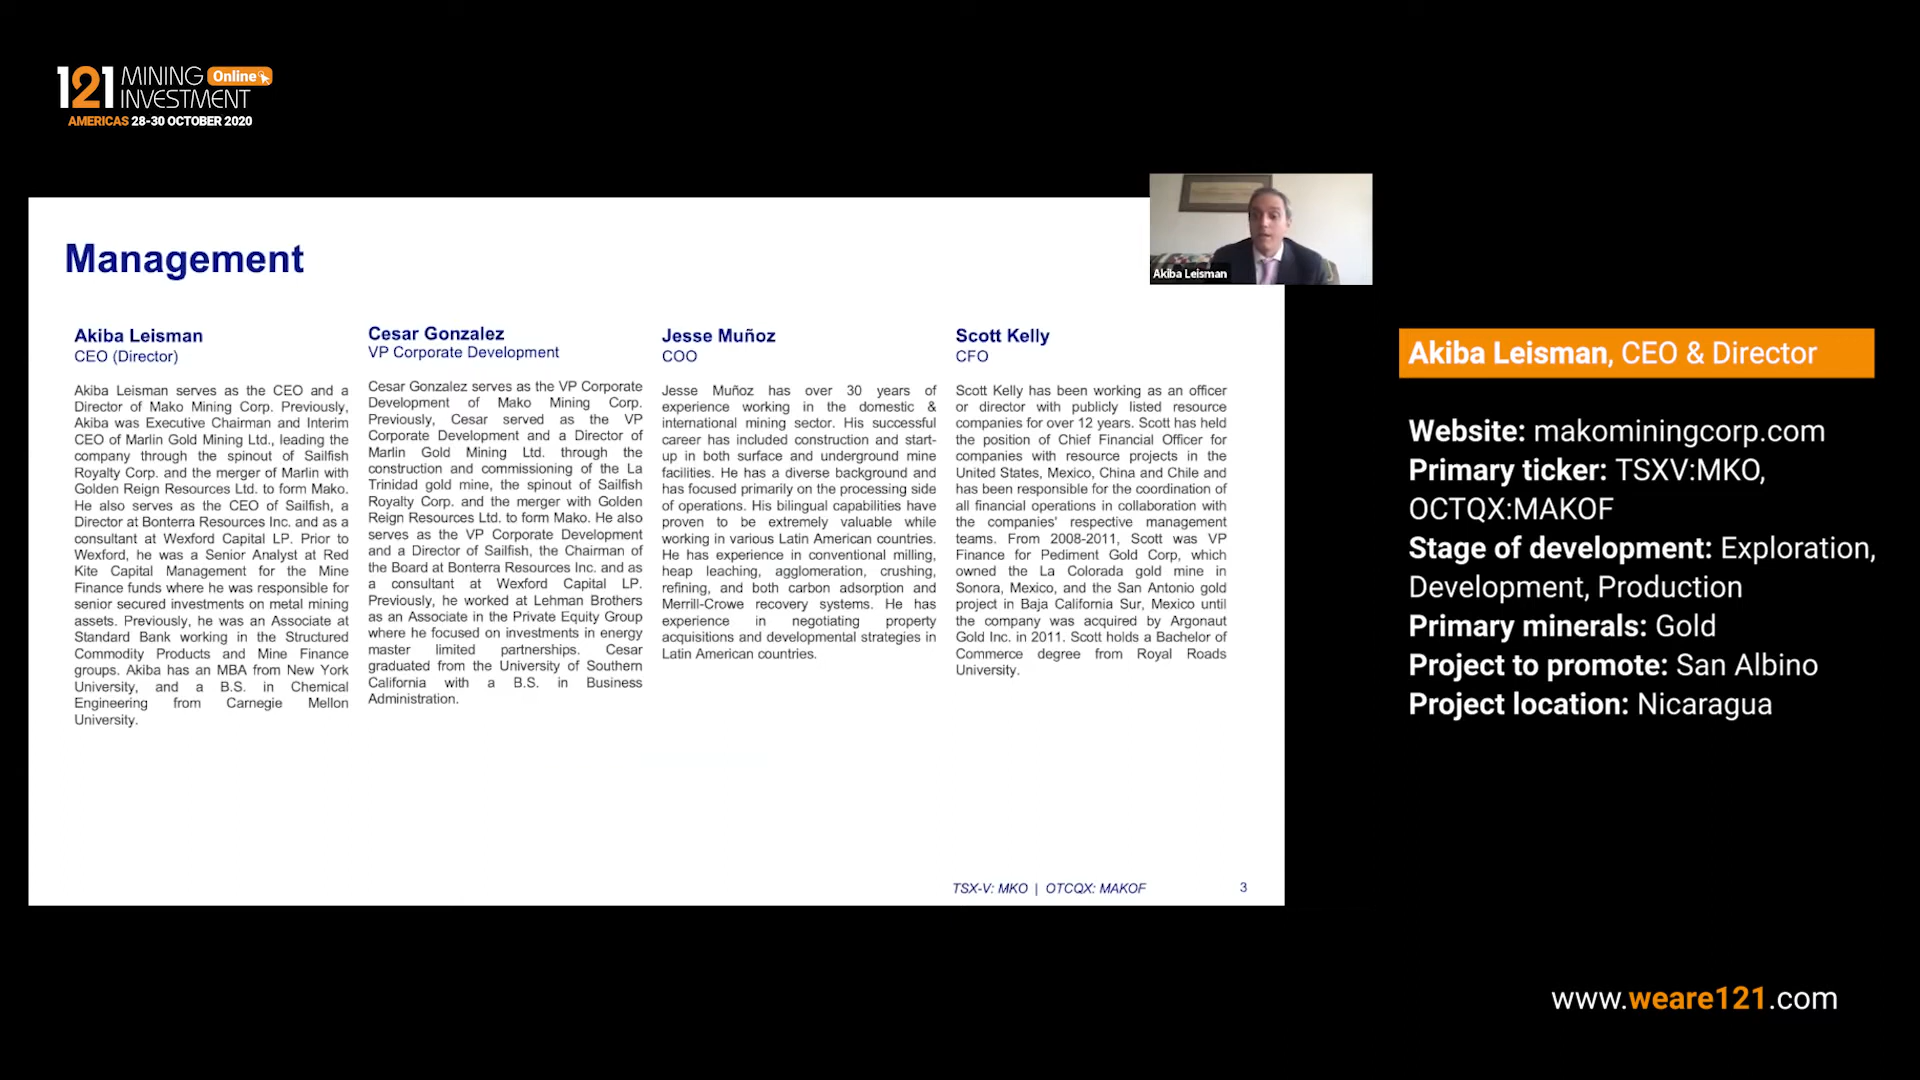 121 MINING Online
INVESTMENT
AMERICAS 28-30 OCTOBER 2020
Akiba Leisman
Management
Akiba Leisman
CEO (Director)
Akiba Leisman serves as the CEO and a
Director of Mako Mining Corp. Previously,
Akiba was Executive Chairman and Interim
CEO of Marlin Gold Mining Ltd., leading the
company through the spinout of Sailfish
Royalty Corp. and the merger of Marlin with
Golden Reign Resources Ltd. to form Mako.
He also serves as the CEO of Sailfish, a
Director at Bonterra Resources Inc. and as a
consultant at Wexford Capital LP. Prior to
Wexford, he was a Senior Analyst at Red
Kite Capital Management for the Mine
Finance funds where he was responsible for
senior secured investments on metal mining
assets. Previously, he was an Associate at
Standard Bank working in the Structured
Commodity Products and Mine Finance
groups. Akiba has an MBA from New York
University, and a B.S. in Chemical
Engineering from Carnegie Mellon
University.
Cesar Gonzalez
VP Corporate Development
Cesar Gonzalez serves as the VP Corporate
Development of Mako Mining Corp.
Previously, Cesar served as the VP
Corporate Development and a Director of
Marlin Gold Mining Ltd. through the
construction and commissioning of the La
Trinidad gold mine, the spinout of Sailfish
Royalty Corp. and the merger with Golden
Reign Resources Ltd. to form Mako. He also
serves as the VP Corporate Development
and a Director of Sailfish, the Chairman of
the Board at Bonterra Resources Inc. and as
a consultant at Wexford Capital LP.
Previously, he worked at Lehman Brothers
as an Associate in the Private Equity Group
where he focused on investments in energy
master limited partnerships. Cesar
graduated from the University of Southern
California with a B.S. in Business
Administration.
Jesse Muñoz
COO
Jesse Muñoz has over 30 years of
experience working in the domestic &
international mining sector. His successful
career has included construction and start-
up in both surface and underground mine
facilities. He has a diverse background and
has focused primarily on the processing side
of operations. His bilingual capabilities have
proven to be extremely valuable while
working in various Latin American countries.
He has experience in conventional milling,
heap leaching, agglomeration, crushing,
refining, and both carbon adsorption and
Merrill-Crowe recovery systems. He has
experience in negotiating property
acquisitions and developmental strategies in
Latin American countries.
Scott Kelly
CFO
Scott Kelly has been working as an officer
or director with publicly listed resource
companies for over 12 years. Scott has held
the position of Chief Financial Officer for
companies with resource projects in the
United States, Mexico, China and Chile and
has been responsible for the coordination of
all financial operations in collaboration with
the companies' respective management
teams. From 2008-2011, Scott was VP
Finance for Pediment Gold Corp, which
owned the La Colorada gold mine in
Sonora, Mexico, and the San Antonio gold
project in Baja California Sur, Mexico until
the company was acquired by Argonaut
Gold Inc. in 2011. Scott holds a Bachelor of
Commerce degree from Royal Roads
University.
TSX-V: MKO | OTCQX: MAKOF
3
Akiba Leisman, CEO & Director
Website: makominingcorp.com
Primary ticker: TSXV:MKO,
OCTQX:MAKOF
Stage of development: Exploration,
Development, Production
Primary minerals: Gold
Project to promote: San Albino
Project location: Nicaragua
www.weare121.com